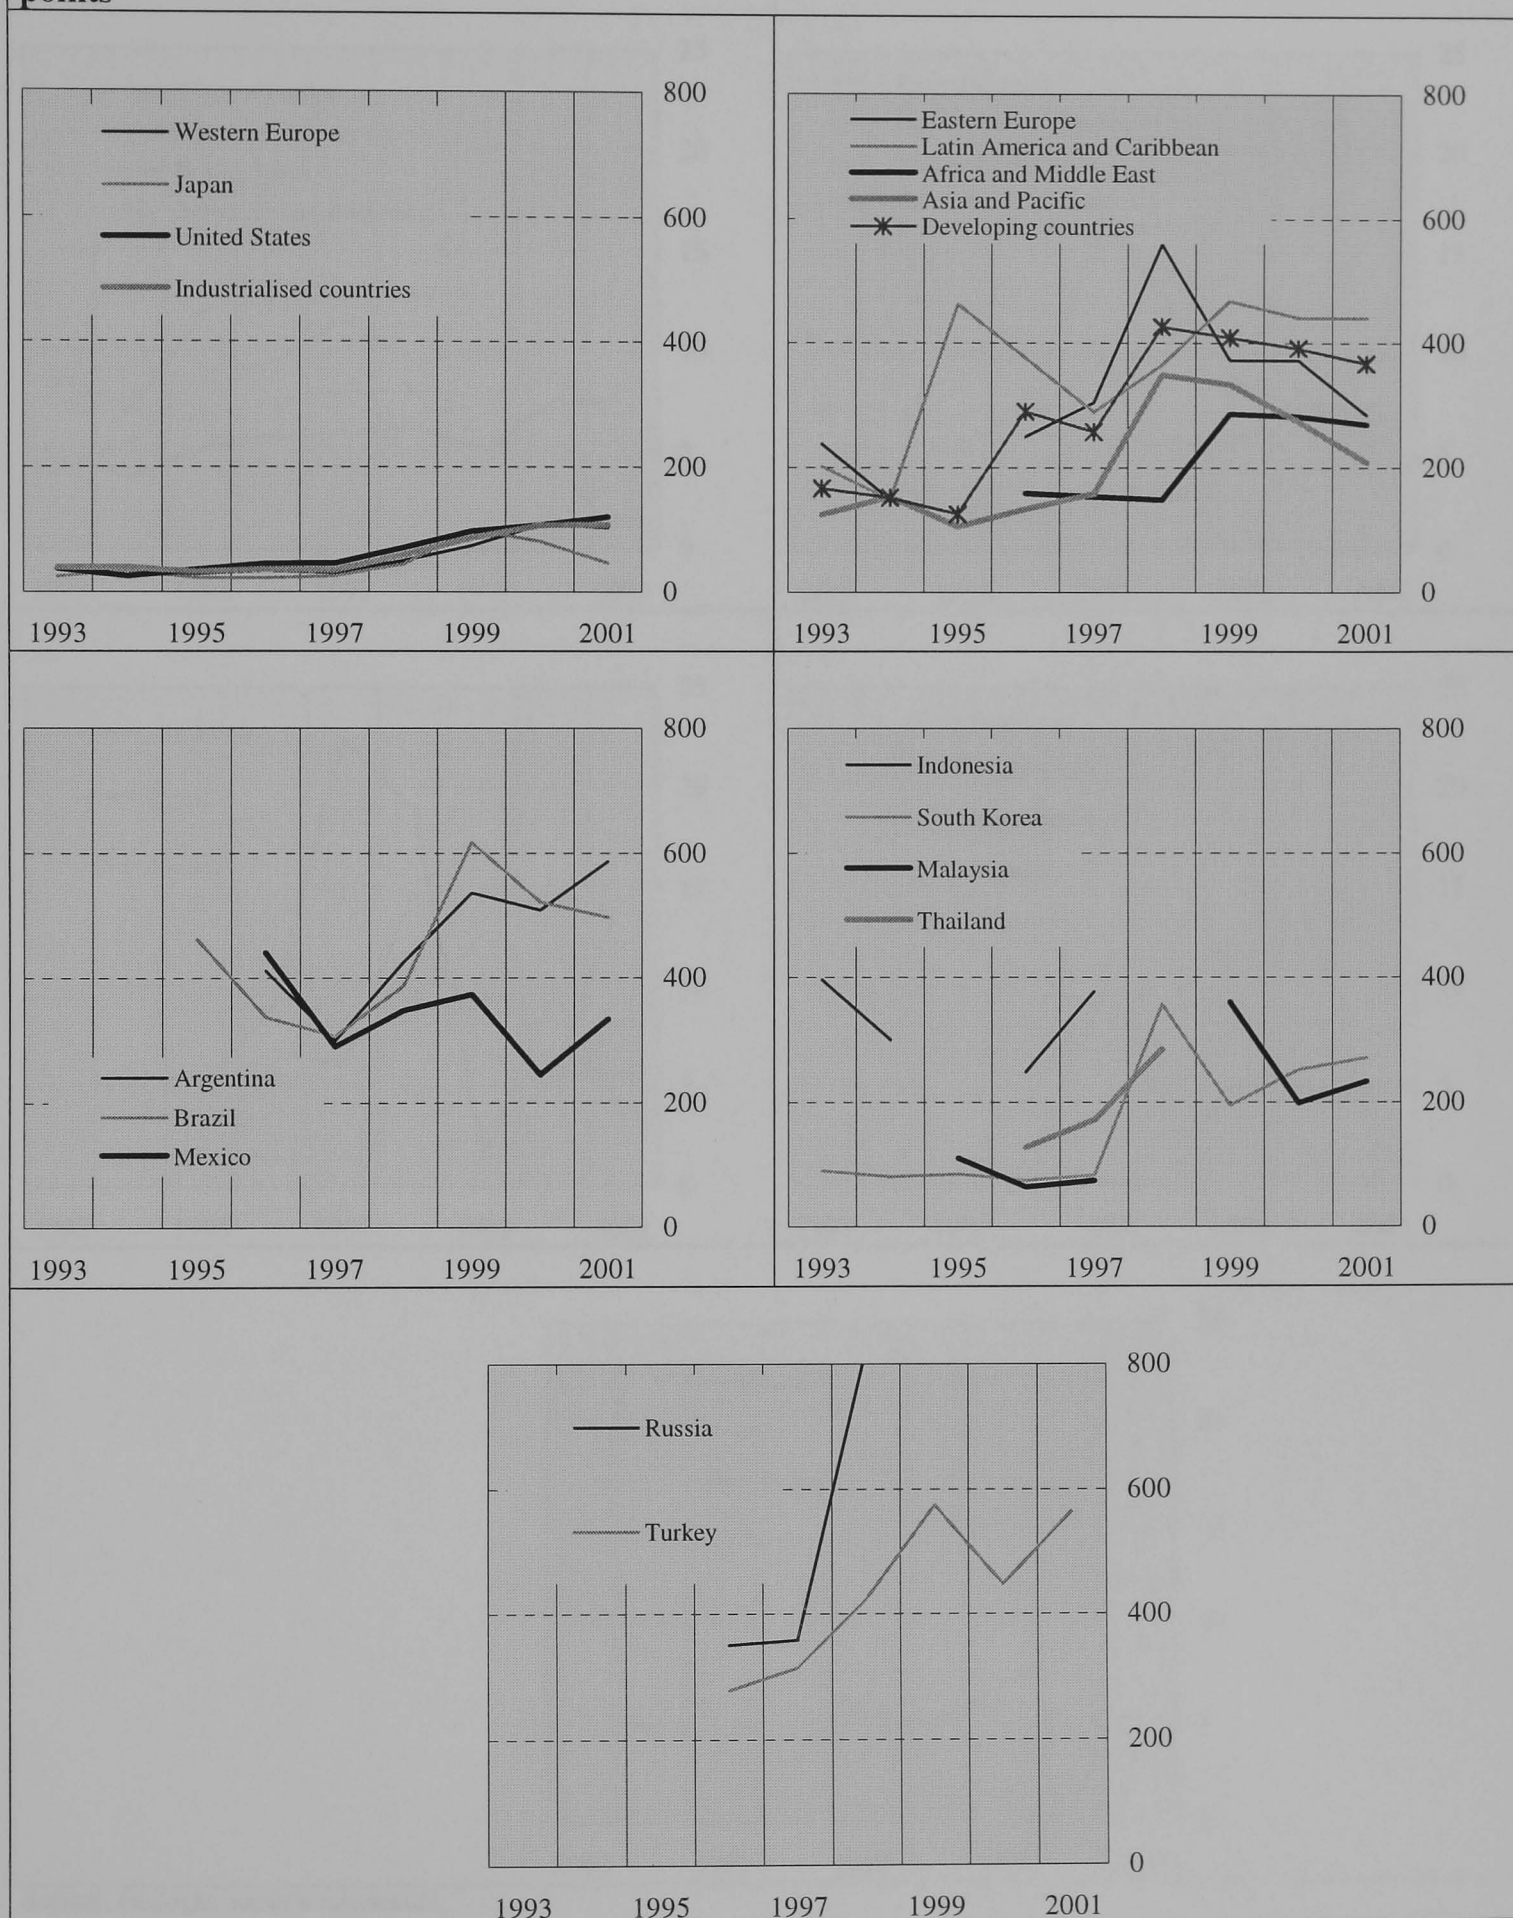 points
800
Western Europe
Japan
600
United States
Industrialised countries
400
200
0
1993 1995 1997 1999 2001
800
Eastern Europe
Latin America and Caribbean
Africa and Middle East
Asia and Pacific
600
Developing countries
400
200
0
1993 1995 1997 1999 2001
800
600
400
Argentina
200
Brazil
Mexico
0
1993 1995 1997 1999 2001
800
Indonesia
South Korea
600
Malaysia
Thailand
400
200
0
1993 1995 1997 1999 2001
800
Russia
600
Turkey
400
200
0
1993 1995 1997 1999 2001